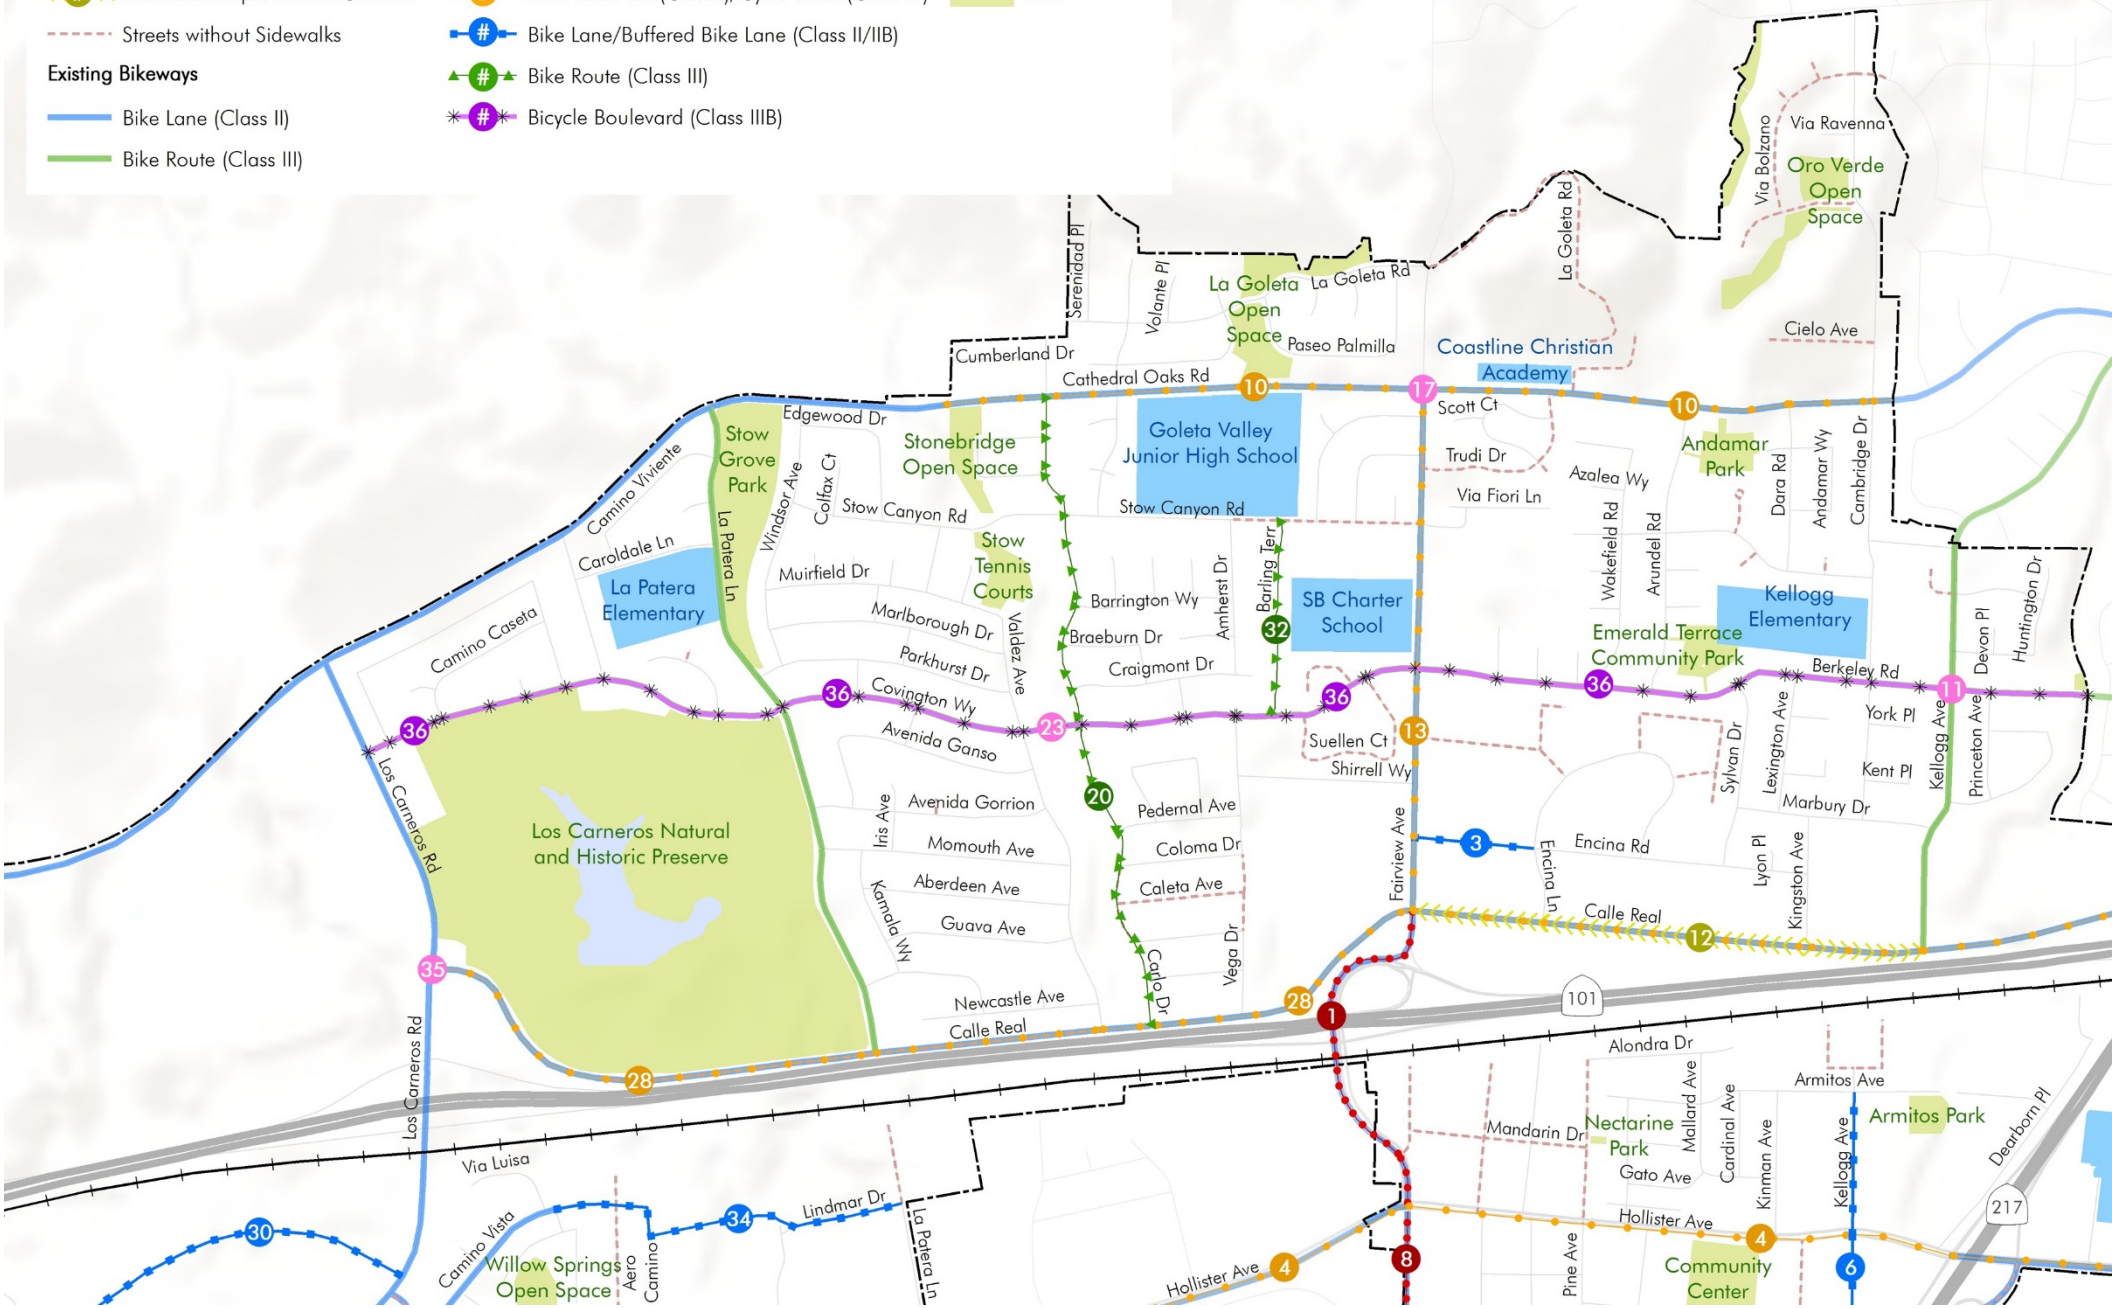 Streets without Sidewalks
Existing Bikeways
Bike Lane (Class II)
Bike Route (Class III)
# Bike Lane/Buffered Bike Lane (Class II/IIB)
# Bike Route (Class III)
# Bicycle Boulevard (Class IIIB)
Via Ravenna
Via Bolzano
Oro Verde
Open
Space
La Goleta Rd
Serenidad Pl
Volante Pl
La Goleta
Open
Space
La Goleta Rd
Paseo Palmilla
Cielo Ave
Cumberland Dr
Cathedral Oaks Rd
10
17
Coastline Christian
Academy
10
Scott Ct
Edgewood Dr
Stow
Grove
Park
Stonebridge
Open Space
Goleta Valley
Junior High School
Trudi Dr
Via Fiori Ln
Azalea Wy
Andamar
Park
Dara Rd
Andamar Wy
Cambridge Dr
Camino Viviente
Windsor Ave
Colfax Ct
Stow Canyon Rd
Stow Canyon Rd
Wakefield Rd
Arundel Rd
Caroldale Ln
La Patera Ln
Stow
Tennis
Courts
Muirfield Dr
La Patera
Elementary
Barrington Wy
Amherst Dr
Barling Terr
32
SB Charter
School
Kellogg
Elementary
Huntington Dr
Devon Pl
Marlborough Dr
Valdez Ave
Braeburn Dr
Craigmont Dr
Emerald Terrace
Community Park
Berkeley Rd
Camino Caseta
Parkhurst Dr
Covington Wy
36
36
36
36
23
11
13
York Pl
Avenida Ganso
Suellen Ct
Shirrell Wy
Sylvan Dr
Lexington Ave
Kent Pl
Kellogg Ave
Princeton Ave
Los Carneros Rd
20
Avenida Gorrion
Iris Ave
Pedernal Ave
Marbury Dr
Los Carneros Natural
and Historic Preserve
Momouth Ave
Coloma Dr
Fairview Ave
3
Encina Ln
Encina Rd
Lyon Pl
Kingston Ave
Kamala Wy
Aberdeen Ave
Caleta Ave
Guava Ave
Vega Dr
Calle Real
12
35
Carlo Dr
Newcastle Ave
Calle Real
28
1
101
Los Carneros Rd
28
Alondra Dr
Armitos Ave
Mallard Ave
Cardinal Ave
Kinman Ave
Kellogg Ave
Armitos Park
Dearborn Pl
Mandarin Dr
Nectarine
Park
Gato Ave
Via Luisa
Camino Vista
30
34
Lindmar Dr
La Patera Ln
Hollister Ave
4
217
Willow Springs
Open Space
Aero
Camino
Hollister Ave
4
8
Pine Ave
Community
Center
6